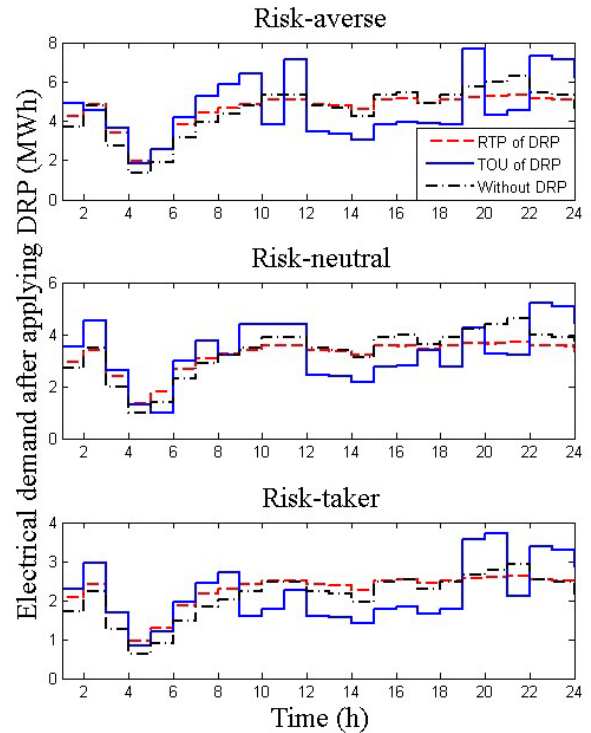 Risk-averse
8
6
4
2
0
2 4 6 8 10 12 14 16 18 20 22 24
RTP of DRP
TOU of DRP
Without DRP
Electrical demand after applying DRP (MWh)
Risk-neutral
6
4
2
0
2 4 6 8 10 12 14 16 18 20 22 24
Risk-taker
4
3
2
1
0
2 4 6 8 10 12 14 16 18 20 22 24
Time (h)